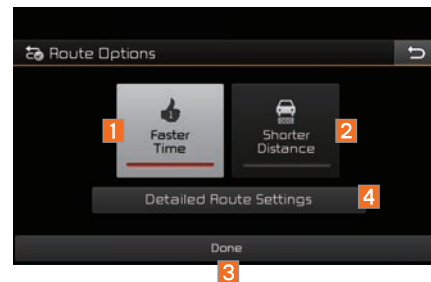 Route Options
1
Faster
Time
Shorter
Distance
2
Detailed Route Settings
4
Done
3